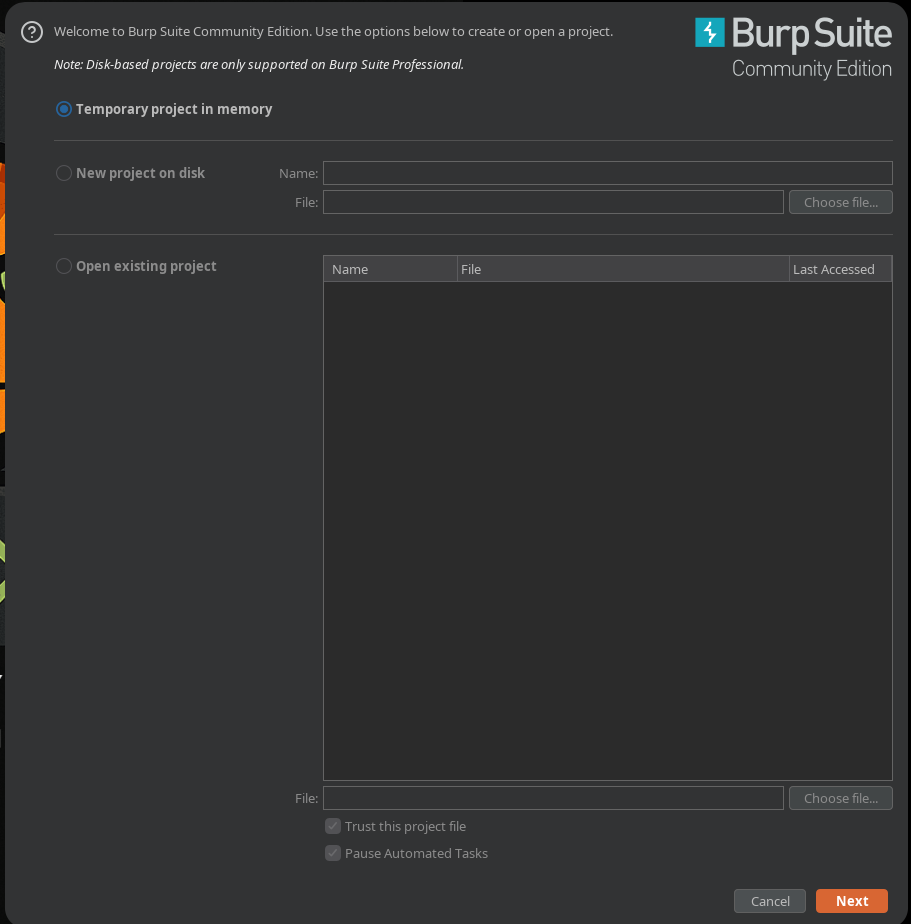 Welcome to Burp Suite Community Edition. Use the options below to create or open a project.
Burp Suite
Community Edition
Note: Disk-based projects are only supported on Burp Suite Professional.
Temporary project in memory
New project on disk
Name:
File:
Choose file...
Open existing project
Name File Last Accessed
File:
Choose file...
Trust this project file
Pause Automated Tasks
Cancel Next